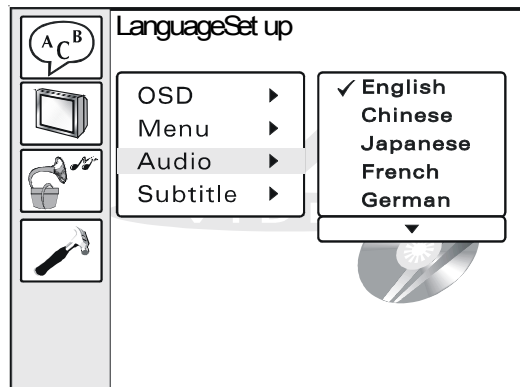 A C B
LanguageSet up
OSD
Menu
Audio
Subtitle
✓ English
Chinese
Japanese
French
German